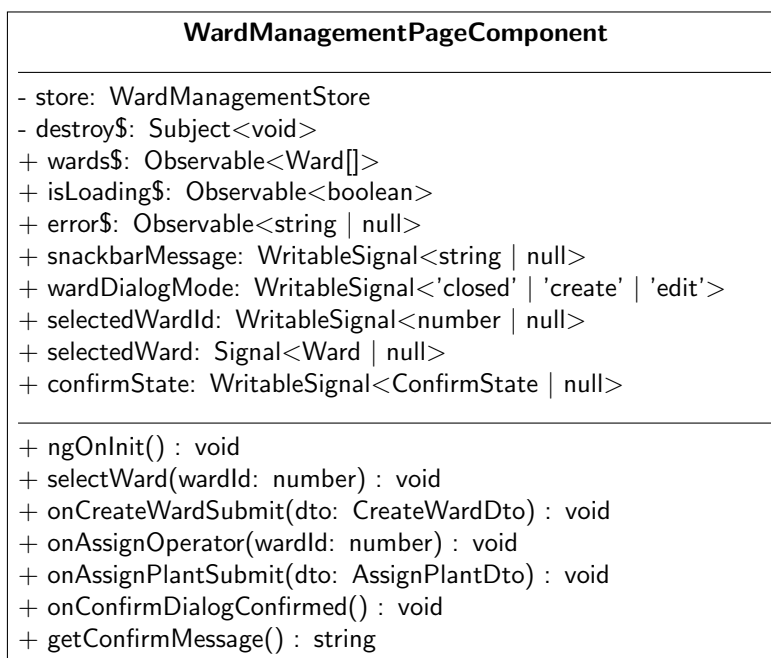 WardManagementPageComponent
- store: WardManagementStore
- destroy$: Subject<void>
+ wards$: Observable<Ward[]>
+ isLoading$: Observable<boolean>
+ error$: Observable<string | null>
+ snackbarMessage: WritableSignal<string | null>
+ wardDialogMode: WritableSignal<'closed' | 'create' | 'edit'>
+ selectedWardId: WritableSignal<number | null>
+ selectedWard: Signal<Ward | null>
+ confirmState: WritableSignal<ConfirmState | null>
+ ngOnInit() : void
+ selectWard(wardId: number) : void
+ onCreateWardSubmit(dto: CreateWardDto) : void
+ onAssignOperator(wardId: number) : void
+ onAssignPlantSubmit(dto: AssignPlantDto) : void
+ onConfirmDialogConfirmed() : void
+ getConfirmMessage() : string